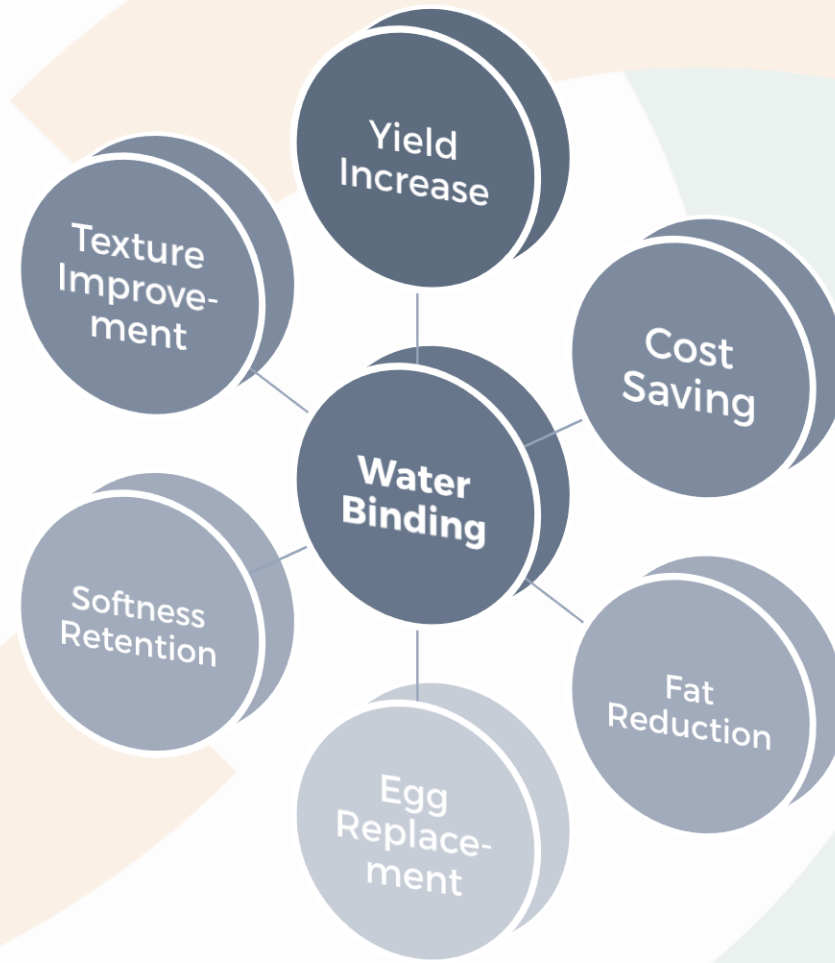 Yield
Increase
Texture
Improve-
ment
Cost
Saving
Water
Binding
Softness
Retention
Fat
Reduction
Egg
Replace-
ment